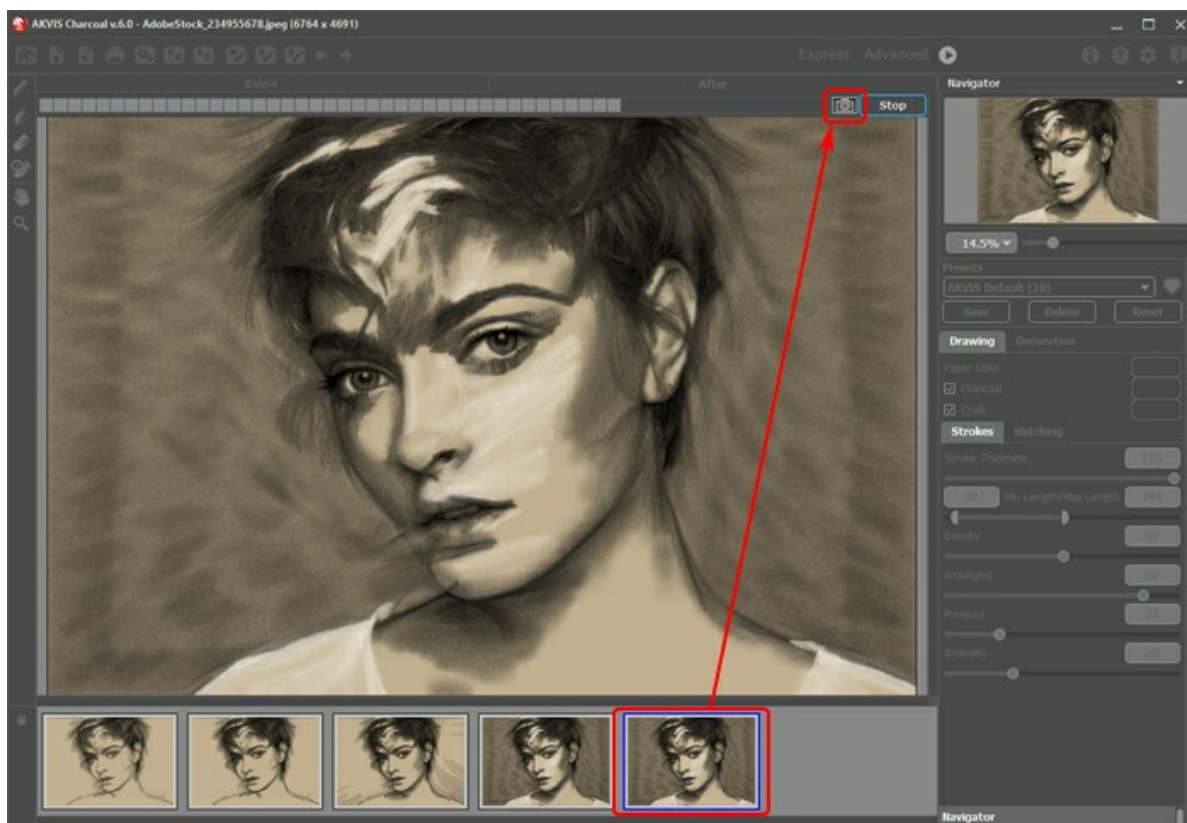 AKVIS Charcoal v.6.0 - AdobeStock_234955678.jpeg (6764 x 4691)
Express Advanced
Before After
Stop
Navigator
14.5%
Presets
AKVIS Default (10)
Save Delete Reset
Drawing Decoration
Paper Color
Charcoal
Chalk
Strokes Hatching
Stroke Thickness
Min Length/Max Length
Density
Smudging
Pressure
Intensity
Navigator